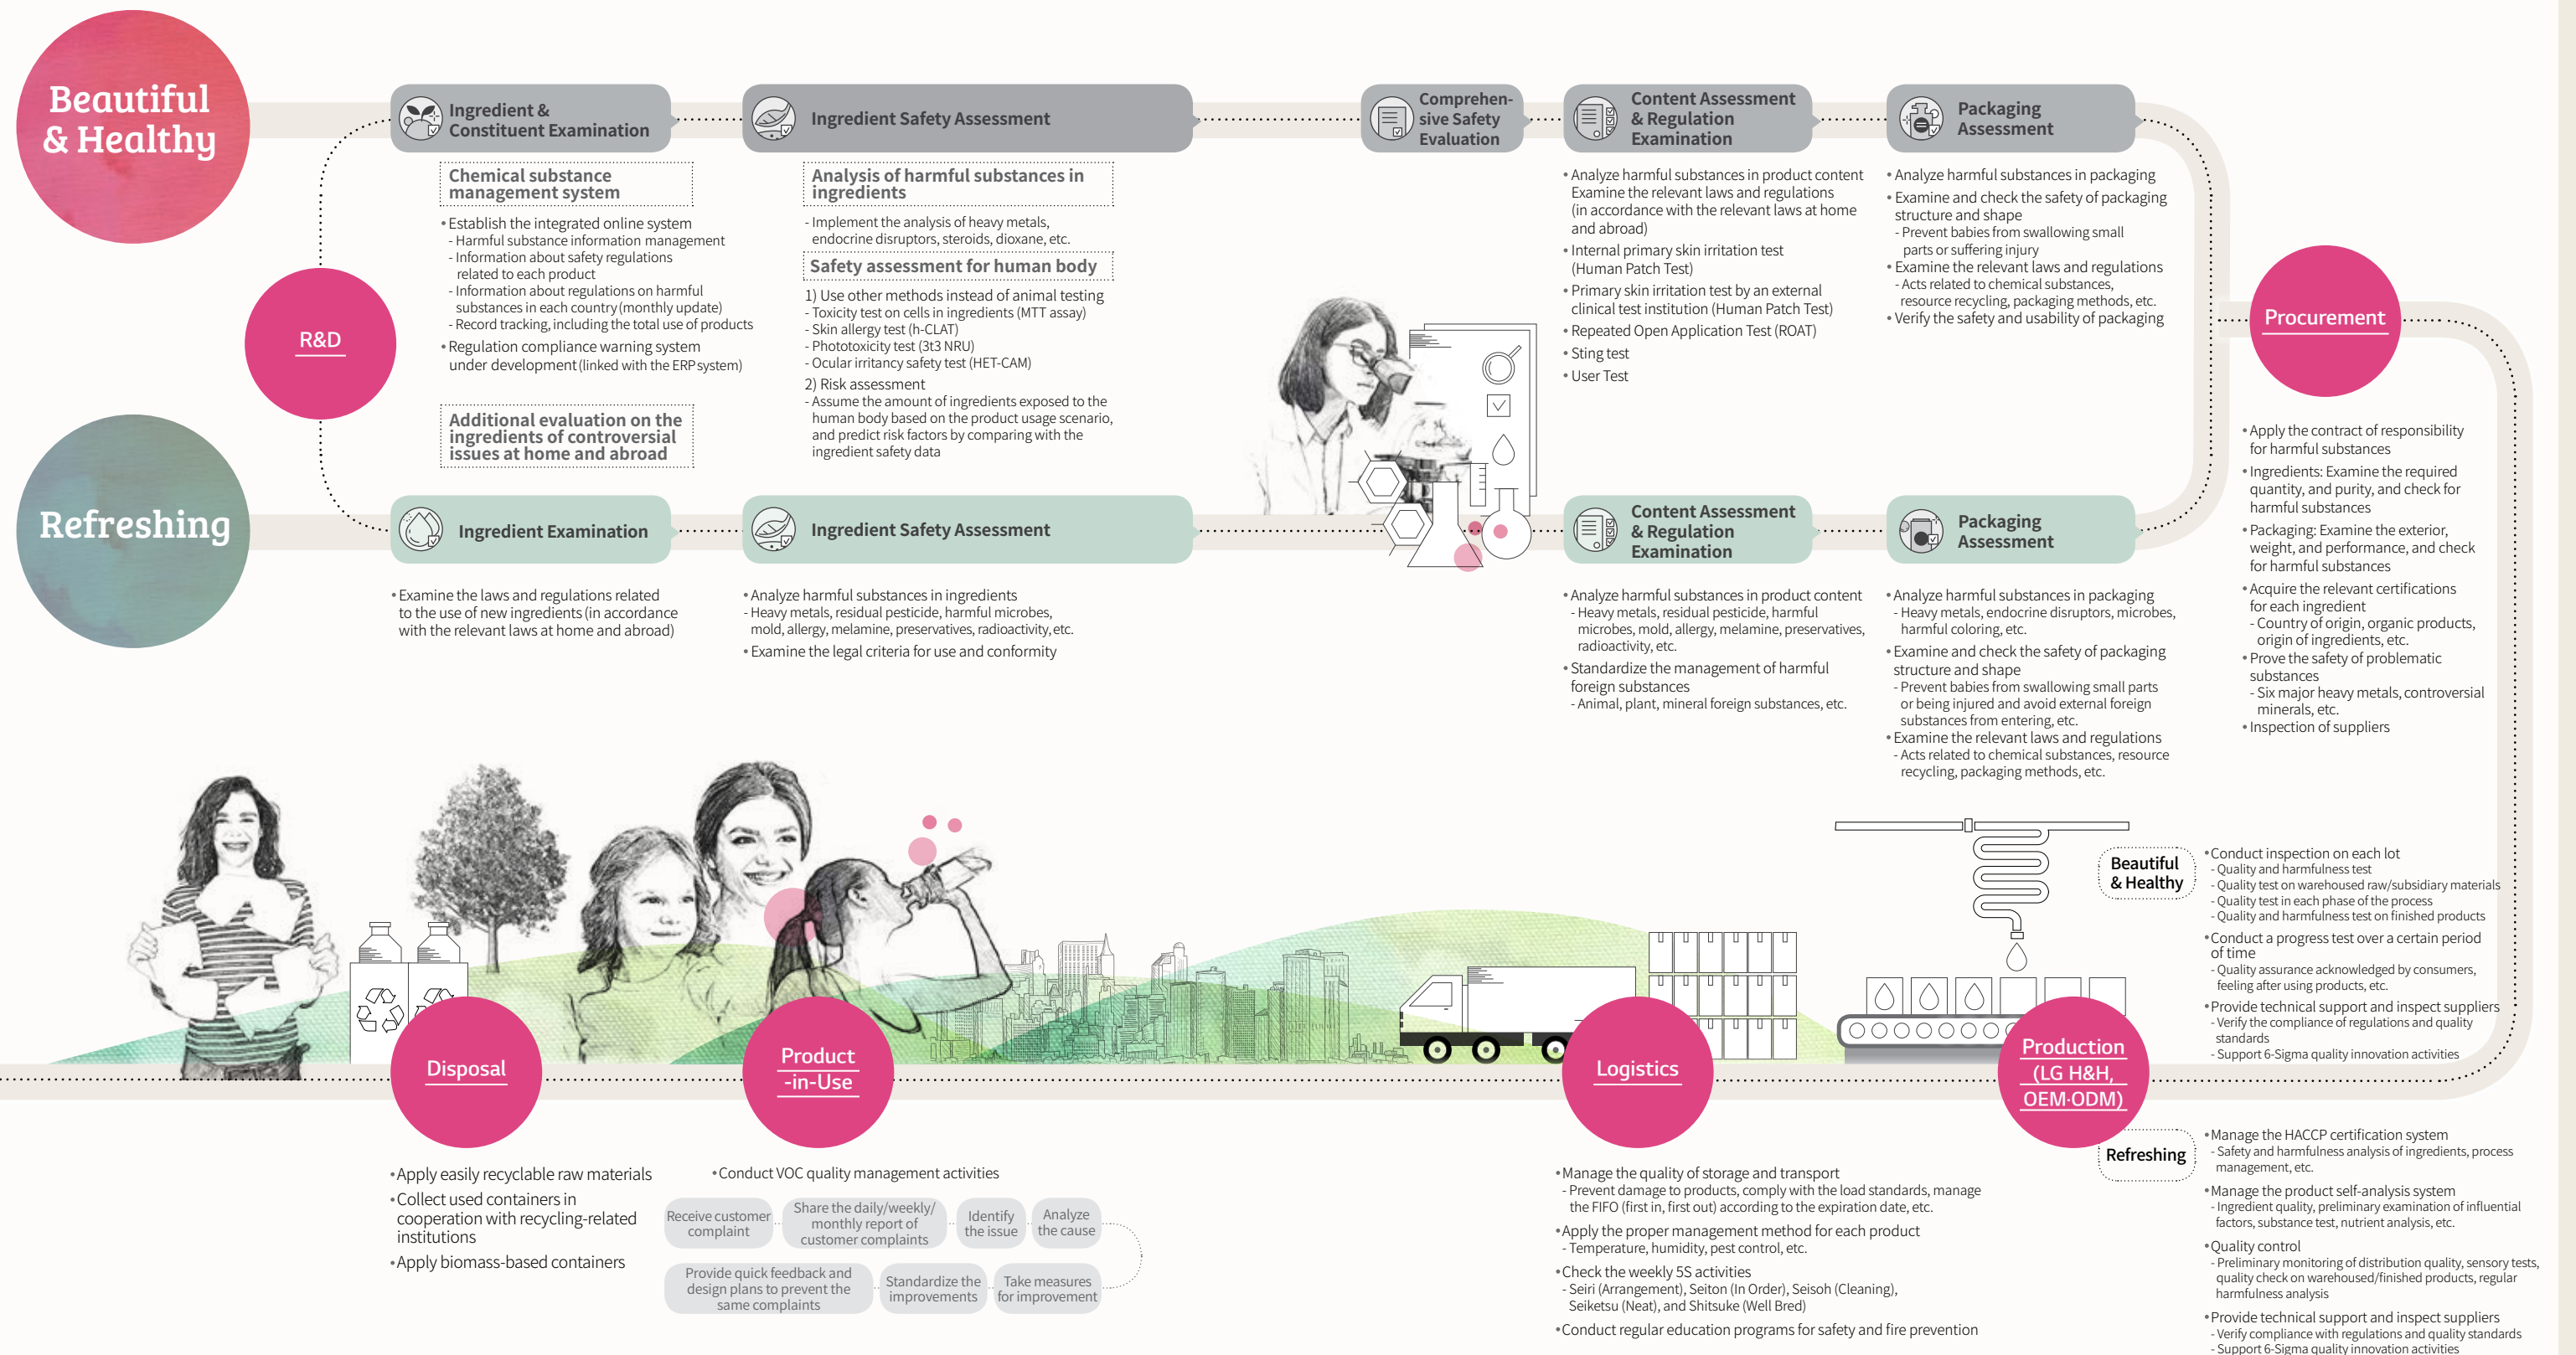 Beautiful
& Healthy
R&D
Refreshing
Ingredient &
Constituent Examination
Chemical substance
management system
•Establish the integrated online system
- Harmful substance information management
- Information about safety regulations
related to each product
- Information about regulations on harmful
substances in each country (monthly update)
- Record tracking, including the total use of products
•Regulation compliance warning system
under development (linked with the ERP system)
Additional evaluation on the
ingredients of controversial
issues at home and abroad
Ingredient Safety Assessment
Analysis of harmful substances in
ingredients
- Implement the analysis of heavy metals,
endocrine disruptors, steroids, dioxane, etc.
Safety assessment for human body
1) Use other methods instead of animal testing
- Toxicity test on cells in ingredients (MTT assay)
- Skin allergy test (h-CLAT)
- Phototoxicity test (3t3 NRU)
- Ocular irritancy safety test (HET-CAM)
2) Risk assessment
- Assume the amount of ingredients exposed to the
human body based on the product usage scenario,
and predict risk factors by comparing with the
ingredient safety data
Comprehen-
sive Safety
Evaluation
Content Assessment
& Regulation
Examination
•Analyze harmful substances in product content
Examine the relevant laws and regulations
(in accordance with the relevant laws at home
and abroad)
•Internal primary skin irritation test
(Human Patch Test)
•Primary skin irritation test by an external
clinical test institution (Human Patch Test)
•Repeated Open Application Test (ROAT)
•Sting test
•User Test
Packaging
Assessment
•Analyze harmful substances in packaging
•Examine and check the safety of packaging
structure and shape
- Prevent babies from swallowing small
parts or suffering injury
•Examine the relevant laws and regulations
- Acts related to chemical substances,
resource recycling, packaging methods, etc.
•Verify the safety and usability of packaging
Ingredient Examination
•Examine the laws and regulations related
to the use of new ingredients (in accordance
with the relevant laws at home and abroad)
Ingredient Safety Assessment
•Analyze harmful substances in ingredients
- Heavy metals, residual pesticide, harmful microbes,
mold, allergy, melamine, preservatives, radioactivity, etc.
•Examine the legal criteria for use and conformity
Content Assessment
& Regulation
Examination
•Analyze harmful substances in product content
- Heavy metals, residual pesticide, harmful
microbes, mold, allergy, melamine, preservatives,
radioactivity, etc.
•Standardize the management of harmful
foreign substances
- Animal, plant, mineral foreign substances, etc.
Packaging
Assessment
•Analyze harmful substances in packaging
- Heavy metals, endocrine disruptors, microbes,
harmful coloring, etc.
•Examine and check the safety of packaging
structure and shape
- Prevent babies from swallowing small parts
or being injured and avoid external foreign
substances from entering, etc.
•Examine the relevant laws and regulations
- Acts related to chemical substances, resource
recycling, packaging methods, etc.
Procurement
•Apply the contract of responsibility
for harmful substances
•Ingredients: Examine the required
quantity, and purity, and check for
harmful substances
•Packaging: Examine the exterior,
weight, and performance, and check
for harmful substances
•Acquire the relevant certifications
for each ingredient
- Country of origin, organic products,
origin of ingredients, etc.
•Prove the safety of problematic
substances
- Six major heavy metals, controversial
minerals, etc.
•Inspection of suppliers
Production
(LG H&H,
OEM·ODM)
Beautiful
& Healthy
•Conduct inspection on each lot
- Quality and harmfulness test
- Quality test on warehoused raw/subsidiary materials
- Quality test in each phase of the process
- Quality and harmfulness test on finished products
•Conduct a progress test over a certain period
of time
- Quality assurance acknowledged by consumers,
feeling after using products, etc.
•Provide technical support and inspect suppliers
- Verify the compliance of regulations and quality
standards
- Support 6-Sigma quality innovation activities
Refreshing
•Manage the HACCP certification system
- Safety and harmfulness analysis of ingredients, process
management, etc.
•Manage the product self-analysis system
- Ingredient quality, preliminary examination of influential
factors, substance test, nutrient analysis, etc.
•Quality control
- Preliminary monitoring of distribution quality, sensory tests,
quality check on warehoused/finished products, regular
harmfulness analysis
•Provide technical support and inspect suppliers
- Verify compliance with regulations and quality standards
- Support 6-Sigma quality innovation activities
Logistics
•Manage the quality of storage and transport
- Prevent damage to products, comply with the load standards, manage
the FIFO (first in, first out) according to the expiration date, etc.
•Apply the proper management method for each product
- Temperature, humidity, pest control, etc.
•Check the weekly 5S activities
- Seiri (Arrangement), Seiton (In Order), Seisoh (Cleaning),
Seiketsu (Neat), and Shitsuke (Well Bred)
•Conduct regular education programs for safety and fire prevention
Product
-in-Use
•Conduct VOC quality management activities
Receive customer
complaint
Share the daily/weekly/
monthly report of
customer complaints
Identify
the issue
Analyze
the cause
Take measures
for improvement
Standardize the
improvements
Provide quick feedback and
design plans to prevent the
same complaints
Disposal
•Apply easily recyclable raw materials
•Collect used containers in
cooperation with recycling-related
institutions
•Apply biomass-based containers